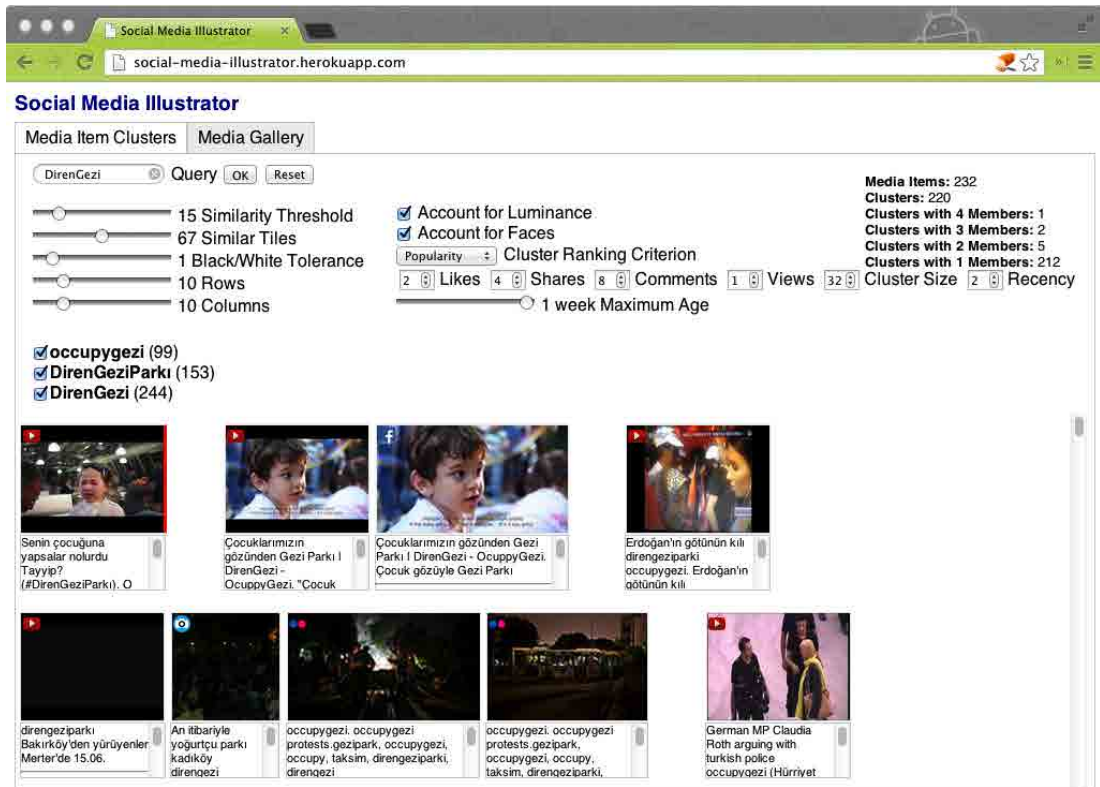 Social Media Illustrator
social-media-illustrator.herokuapp.com
Social Media Illustrator
Media Item Clusters Media Gallery
DirenGezi Query OK Reset
15 Similarity Threshold
67 Similar Tiles
1 Black/White Tolerance
10 Rows
10 Columns
Account for Luminance
Account for Faces
Popularity Cluster Ranking Criterion
2 Likes 4 Shares 8 Comments 1 Views 32 Cluster Size 2 Recency
1 week Maximum Age
Media Items: 232
Clusters: 220
Clusters with 4 Members: 1
Clusters with 3 Members: 2
Clusters with 2 Members: 5
Clusters with 1 Members: 212
occupygezi (99)
DirenGeziParkı (153)
DirenGezi (244)
Senin çocuğuna
yapsalar nolurdu
Tayyip?
(#DirenGeziParkı). O
Çocuklarımızın
gözünden Gezi Parkı |
DirenGezi -
OcuppyGezi. "Çocuk
Çocuklarımızın gözünden Gezi
Parkı | DirenGezi - OcuppyGezi.
Çocuk gözüyle Gezi Parkı
Erdoğan'ın götünün kılı
direngeziparki
occupygezi. Erdoğan'ın
götünün kılı
direngeziparkı
Bakırköy'den yürüyenler
Merter'de 15.06.
An itibariyle
yoğurtçu parkı
kadıköy
direngezi
occupygezi. occupygezi
protests.gezipark, occupygezi,
occupy, taksim, direngeziparki,
direngezi
occupygezi. occupygezi
protests.gezipark,
occupygezi, occupy,
taksim, direngeziparki,
German MP Claudia
Roth arguing with
turkish police
occupygezi (Hürriyet